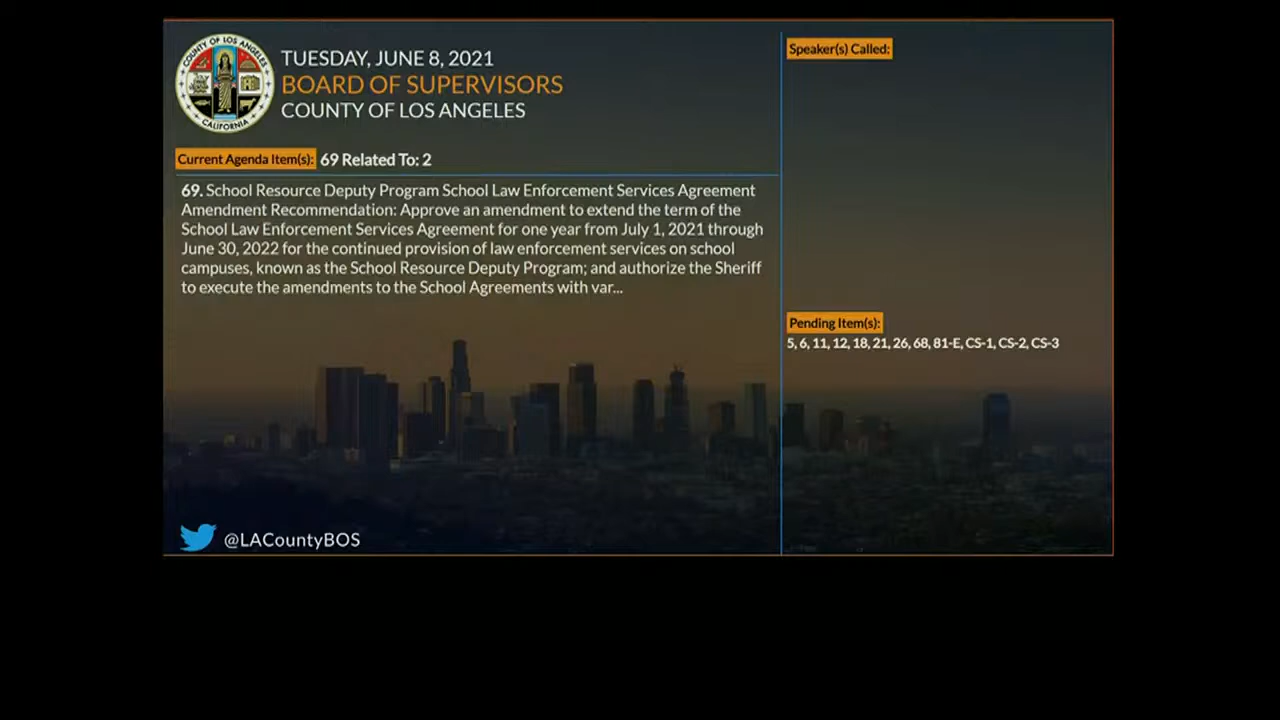 COUNTY OF LOS ANGELES
CALIFORNIA
TUESDAY, JUNE 8, 2021
BOARD OF SUPERVISORS
COUNTY OF LOS ANGELES
Current Agenda Item(s): 69 Related To: 2
69. School Resource Deputy Program School Law Enforcement Services Agreement
Amendment Recommendation: Approve an amendment to extend the term of the
School Law Enforcement Services Agreement for one year from July 1, 2021 through
June 30, 2022 for the continued provision of law enforcement services on school
campuses, known as the School Resource Deputy Program; and authorize the Sheriff
to execute the amendments to the School Agreements with var...
@LACountyBOS
Speaker(s) Called:
Pending Item(s):
5, 6, 11, 12, 18, 21, 26, 68, 81-E, CS-1, CS-2, CS-3